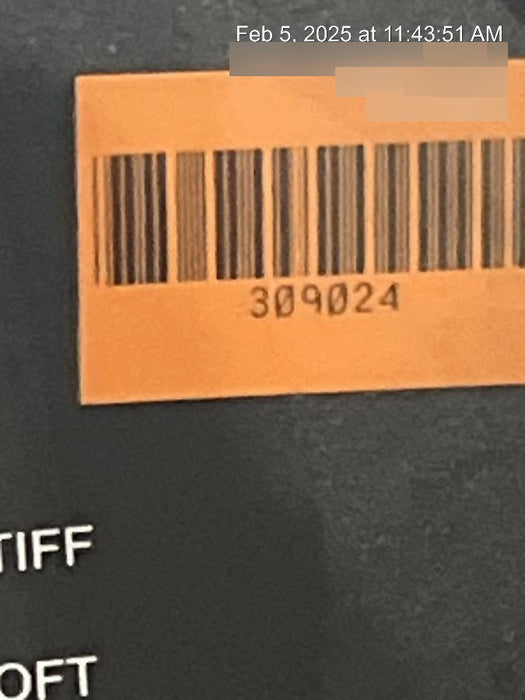 Feb 5, 2025 at 11:43:51 AM
309024
TIFF
OFT